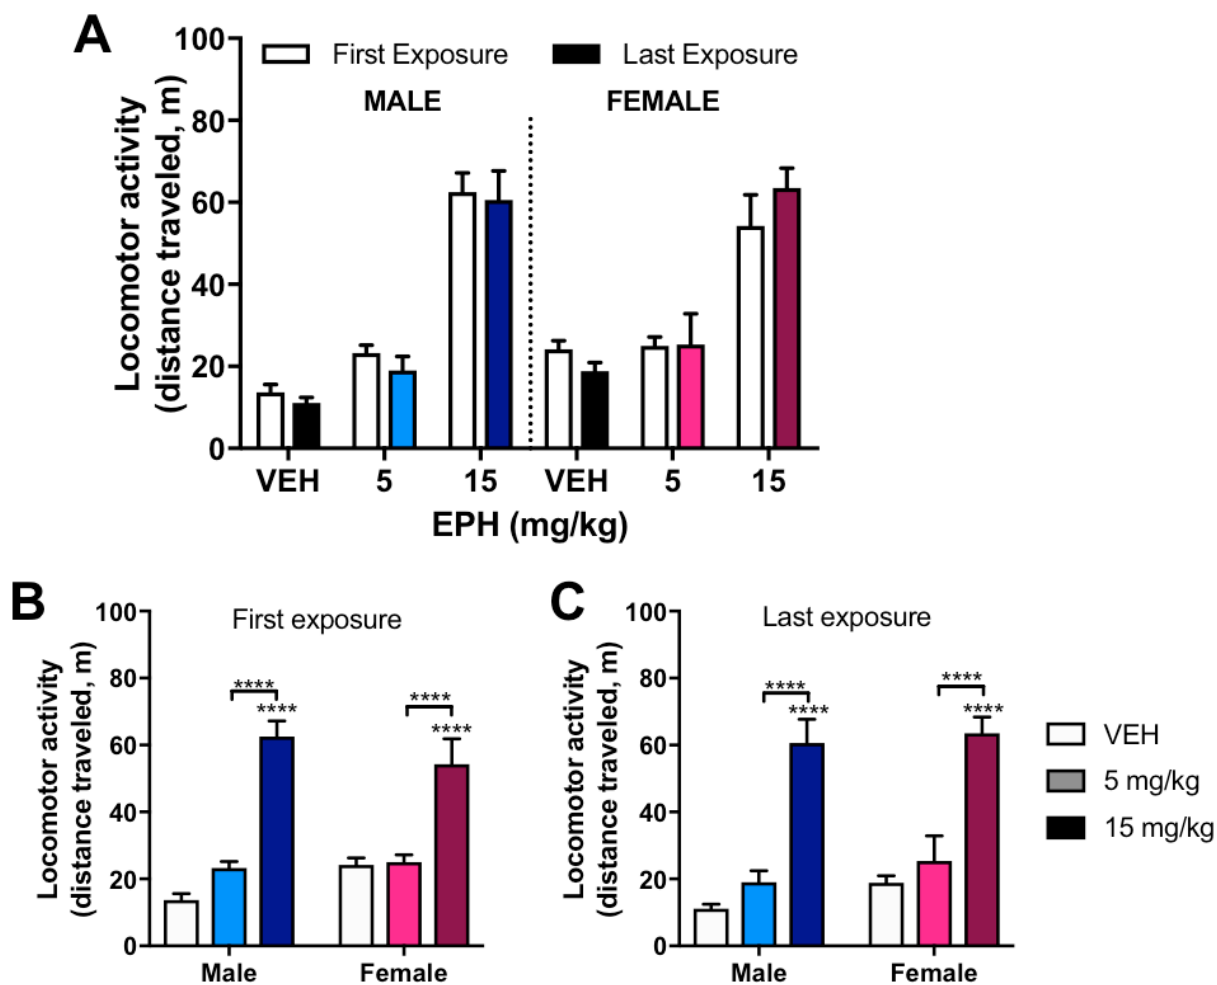 A
100
80
60
40
20
0
Locomotor activity
(distance traveled, m)
First Exposure Last Exposure
MALE FEMALE
VEH 5 15 VEH 5 15
EPH (mg/kg)
B
First exposure
100
80
60
40
20
0
Locomotor activity
(distance traveled, m)
**** ****
**** ****
Male Female
C
Last exposure
100
80
60
40
20
0
Locomotor activity
(distance traveled, m)
**** ****
**** ****
Male Female
VEH
5 mg/kg
15 mg/kg